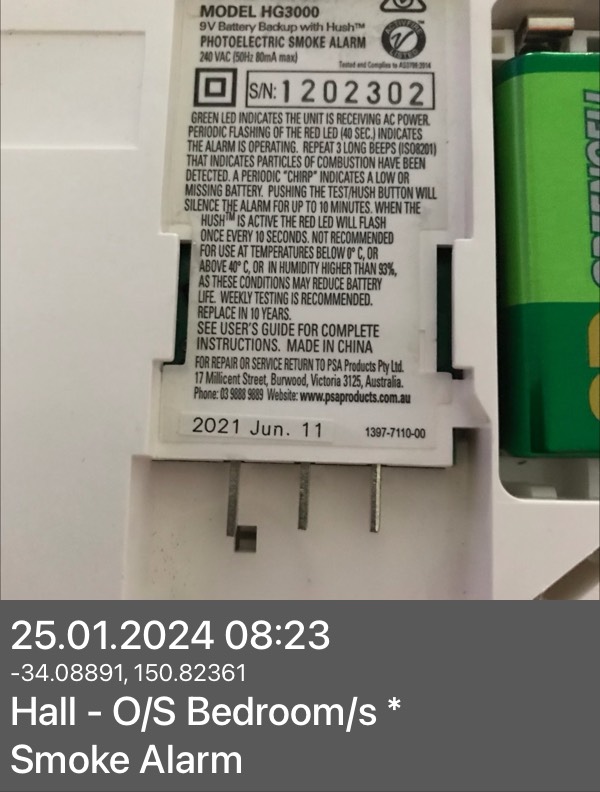 MODEL HG3000
9V Battery Backup with Hush™
PHOTOELECTRIC SMOKE ALARM
240 VAC (50Hz 80mA max)
Tested and Complies to AS3786:2014
S/N: 1202302
GREEN LED INDICATES THE UNIT IS RECEIVING AC POWER.
PERIODIC FLASHING OF THE RED LED (40 SEC.) INDICATES
THE ALARM IS OPERATING. REPEAT 3 LONG BEEPS (ISO8201)
THAT INDICATES PARTICLES OF COMBUSTION HAVE BEEN
DETECTED. A PERIODIC "CHIRP" INDICATES A LOW OR
MISSING BATTERY. PUSHING THE TEST/HUSH BUTTON WILL
SILENCE THE ALARM FOR UP TO 10 MINUTES. WHEN THE
HUSH™ IS ACTIVE THE RED LED WILL FLASH
ONCE EVERY 10 SECONDS. NOT RECOMMENDED
FOR USE AT TEMPERATURES BELOW 0° C, OR
ABOVE 40° C, OR IN HUMIDITY HIGHER THAN 93%,
AS THESE CONDITIONS MAY REDUCE BATTERY
LIFE. WEEKLY TESTING IS RECOMMENDED.
REPLACE IN 10 YEARS.
SEE USER'S GUIDE FOR COMPLETE
INSTRUCTIONS. MADE IN CHINA
FOR REPAIR OR SERVICE RETURN TO PSA Products Pty Ltd.
17 Millicent Street, Burwood, Victoria 3125, Australia.
Phone: 03 9888 9889 Website: www.psaproducts.com.au
2021 Jun. 11
1397-7110-00
GREENCELL
25.01.2024 08:23
-34.08891, 150.82361
Hall - O/S Bedroom/s *
Smoke Alarm